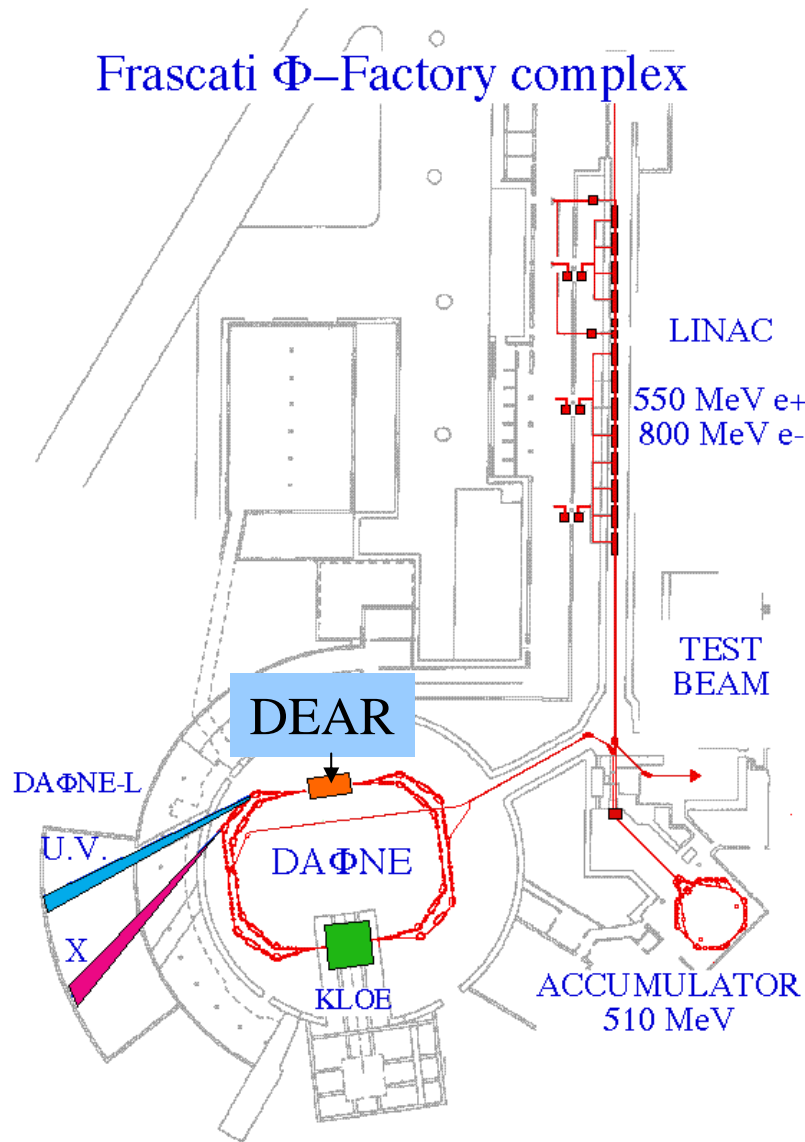 Frascati Φ–Factory complex
LINAC
550 MeV e+
800 MeV e-
TEST
BEAM
DEAR
DAΦNE-L
U.V.
DAΦNE
X
KLOE
ACCUMULATOR
510 MeV